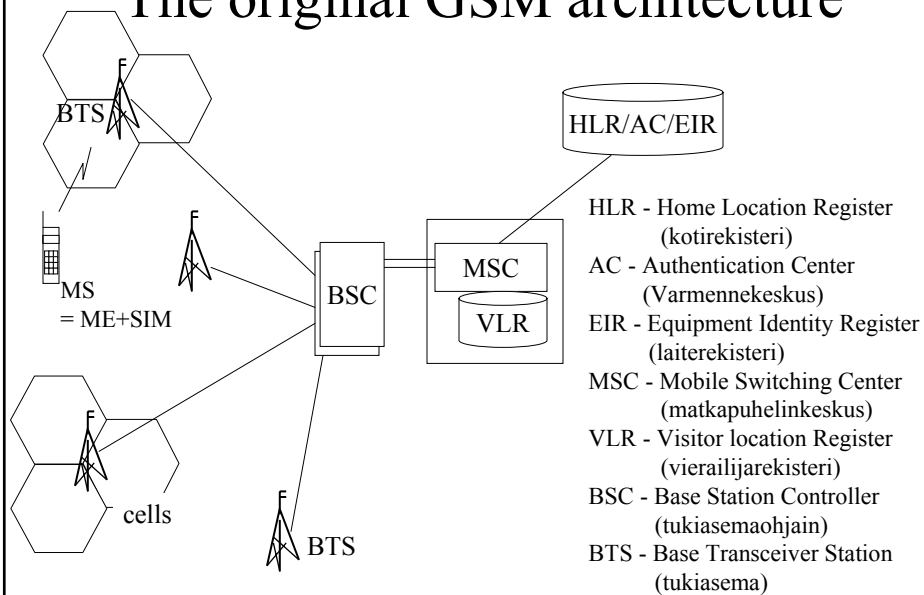 The original GSM architecture
BTS
MS
= ME+SIM
cells
BTS
BSC
MSC
VLR
HLR/AC/EIR
HLR - Home Location Register
(kotirekisteri)
AC - Authentication Center
(Varmennekeskus)
EIR - Equipment Identity Register
(laiterekisteri)
MSC - Mobile Switching Center
(matkapuhelinkeskus)
VLR - Visitor location Register
(vierailijarekisteri)
BSC - Base Station Controller
(tukiasemaohjain)
BTS - Base Transceiver Station
(tukiasema)